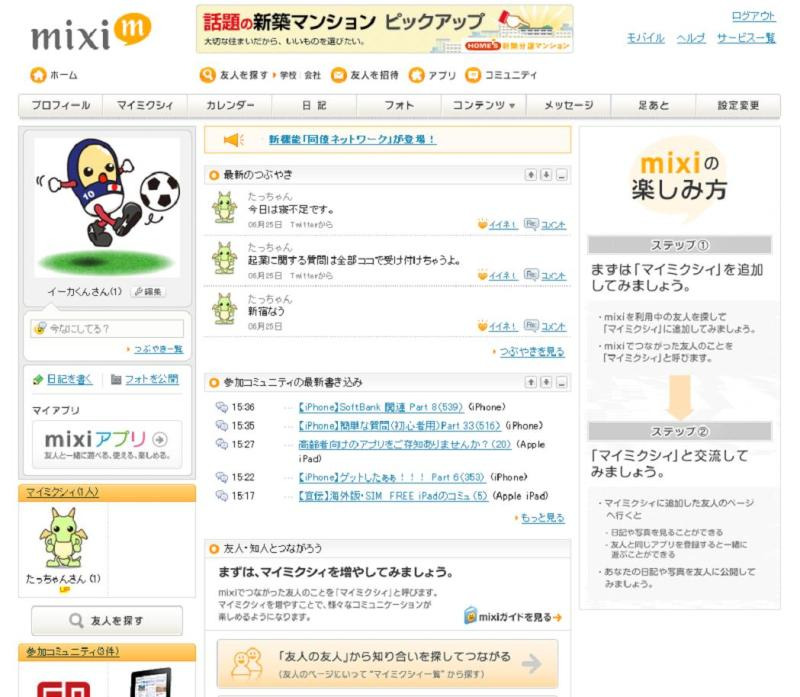 mixi m
話題の新築マンション ピックアップ
大切な住まいだから、いいものを選びたい。
HOME'S 新築分譲マンション
ログアウト
モバイル ヘルプ サービス一覧
ホーム
友人を探す 学校 会社 友人を招待 アプリ コミュニティ
プロフィール マイミクシィ カレンダー 日記 フォト コンテンツ▼ メッセージ 足あと 設定変更
10
イーカくんさん(1) 編集
今なにしてる?
つぶやき一覧
日記を書く フォトを公開
マイアプリ
mixiアプリ
友人と一緒に遊べる、使える、楽しめる。
マイミクシィ(1人)
たっちゃんさん (1)
UP
友人を探す
参加コミュニティ(3件)
新機能「同僚ネットワーク」が登場!
最新のつぶやき
たっちゃん
今日は寝不足です。
06月25日 Twitterから イイネ! コメント
たっちゃん
起業に関する質問は全部ココで受け付けちゃうよ。
06月25日 Twitterから イイネ! コメント
たっちゃん
新宿なう
06月25日 イイネ! コメント
つぶやきを見る
参加コミュニティの最新書き込み
15:36 … 【iPhone】SoftBank 関連 Part 8(539) (iPhone)
15:35 … 【iPhone】簡単な質問(初心者用)Part 33(516) (iPhone)
15:27 … 高齢者向けのアプリをご存知ありませんか?(20) (Apple
iPad)
15:22 … 【iPhone】ゲットしたぁぉ!!! Part 6(353) (iPhone)
15:17 … 【宣伝】海外版・SIM FREE iPadのコミュ(5) (Apple iPad)
もっと見る
友人・知人とつながろう
まずは、マイミクシィを増やしてみましょう。
mixiでつながった友人のことを「マイミクシィ」と呼びます。
マイミクシィを増やすことで、様々なコミュニケーションが
楽しめるようになります。
mixiガイドを見る
「友人の友人」から知り合いを探してつながる
(友人のページにいって"マイミクシィ一覧"から探す)
mixiの
楽しみ方
ステップ①
まずは「マイミクシィ」を追加
してみましょう。
・mixiを利用中の友人を探して
「マイミクシィ」に追加してみましょう。
・mixiでつながった友人のことを
「マイミクシィ」と呼びます。
ステップ②
「マイミクシィ」と交流して
みましょう。
・マイミクシィに追加した友人のページ
へ行くと
- 日記や写真を見ることができる
- 友人と同じアプリを登録すると一緒に
遊ぶことができる
・あなたの日記や写真を友人に公開して
みましょう。